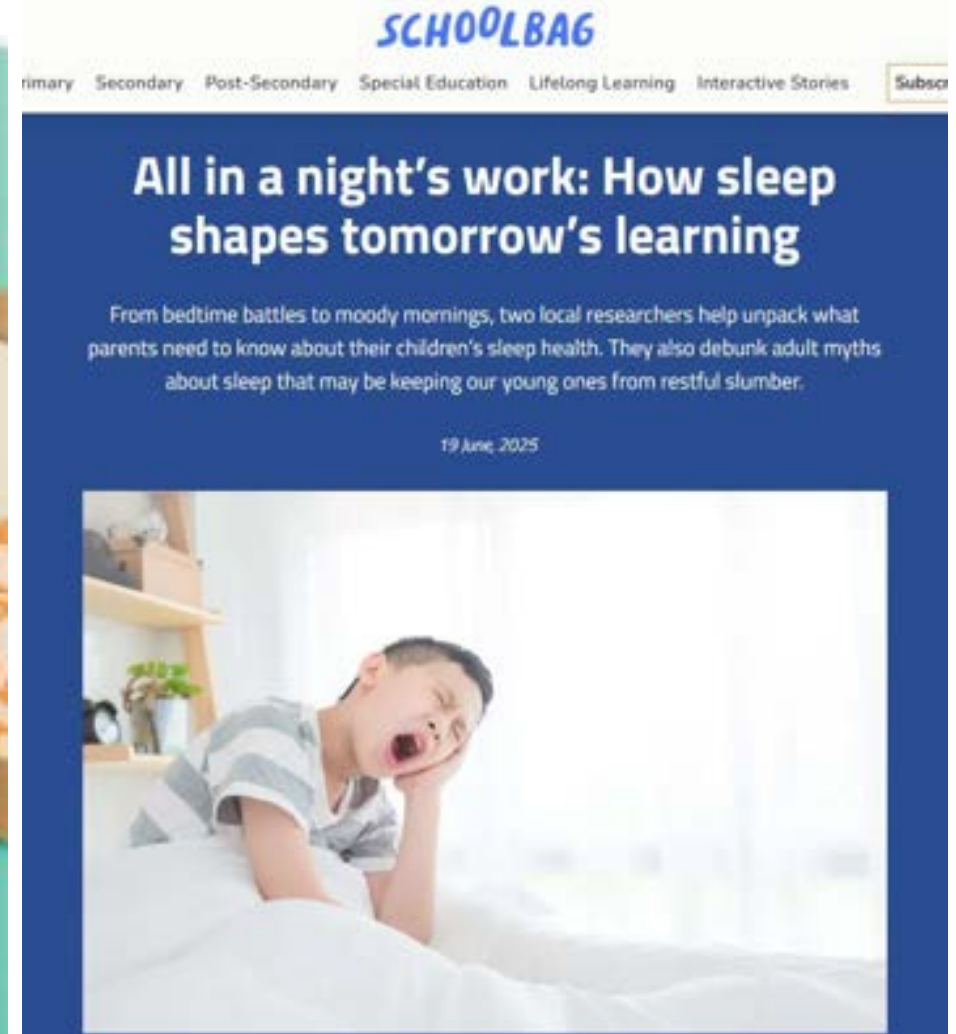 SCHOOLBAG
rimary Secondary Post-Secondary Special Education Lifelong Learning Interactive Stories Subscr
All in a night's work: How sleep
shapes tomorrow's learning
From bedtime battles to moody mornings, two local researchers help unpack what
parents need to know about their children's sleep health. They also debunk adult myths
about sleep that may be keeping our young ones from restful slumber.
19 June, 2025